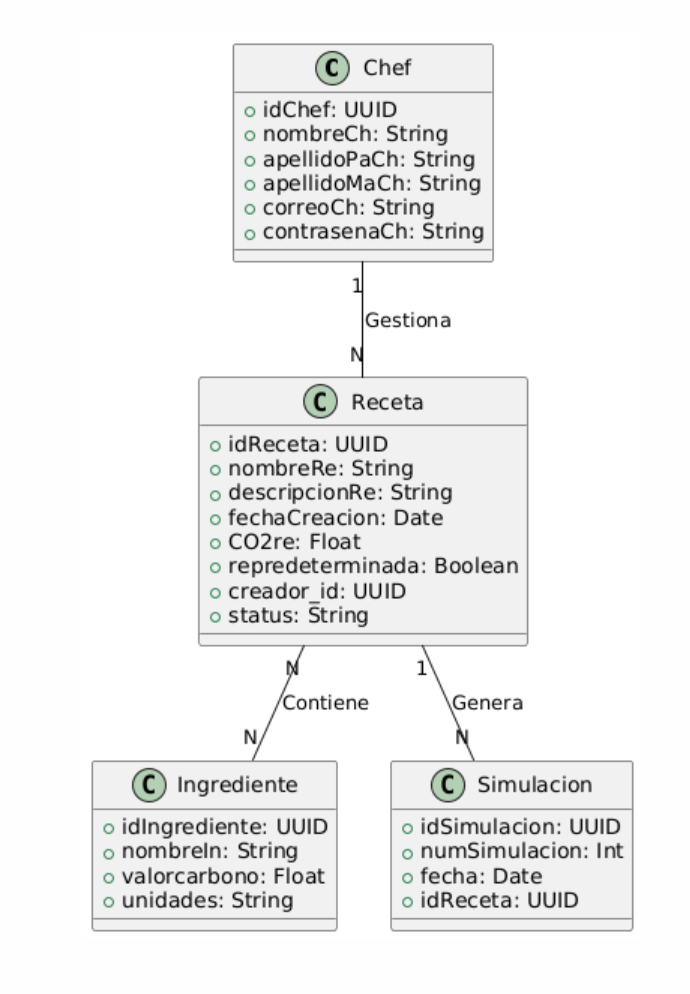 C Chef
idChef: UUID
nombreCh: String
apellidoPaCh: String
apellidoMaCh: String
correoCh: String
contrasenaCh: String
1
Gestiona
N
C Receta
idReceta: UUID
nombreRe: String
descripcionRe: String
fechaCreacion: Date
CO2re: Float
repredeterminada: Boolean
creador_id: UUID
status: String
N 1
Contiene Genera
N N
C Ingrediente
idIngrediente: UUID
nombreIn: String
valorcarbono: Float
unidades: String
C Simulacion
idSimulacion: UUID
numSimulacion: Int
fecha: Date
idReceta: UUID